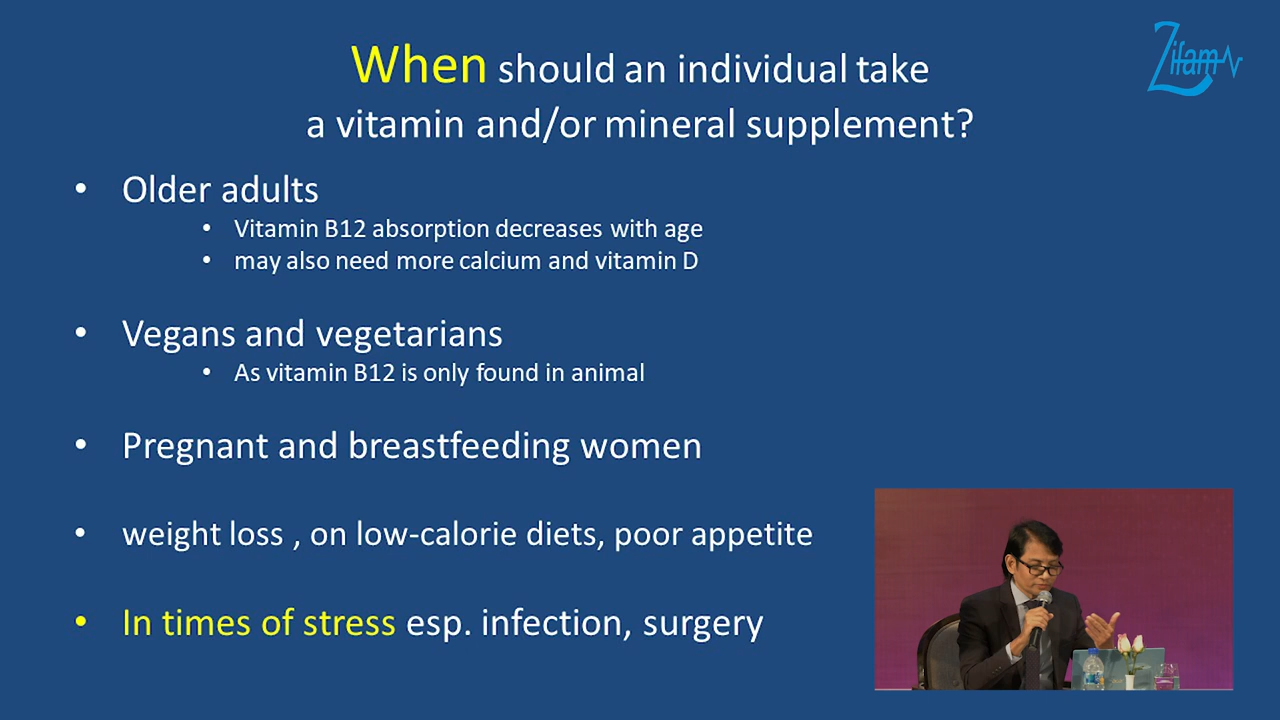 When should an individual take
a vitamin and/or mineral supplement?
Zifam
• Older adults
• Vitamin B12 absorption decreases with age
• may also need more calcium and vitamin D
• Vegans and vegetarians
• As vitamin B12 is only found in animal
• Pregnant and breastfeeding women
• weight loss , on low-calorie diets, poor appetite
• In times of stress esp. infection, surgery